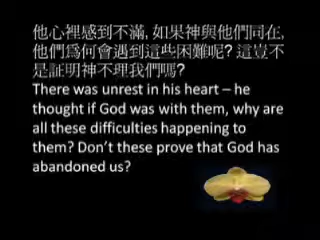 他心裡感到不滿, 如果神與他們同在,
他們爲何會遇到這些困難呢? 這豈不
是証明神不理我們嗎?
There was unrest in his heart – he
thought if God was with them, why are
all these difficulties happening to
them? Don't these prove that God has
abandoned us?